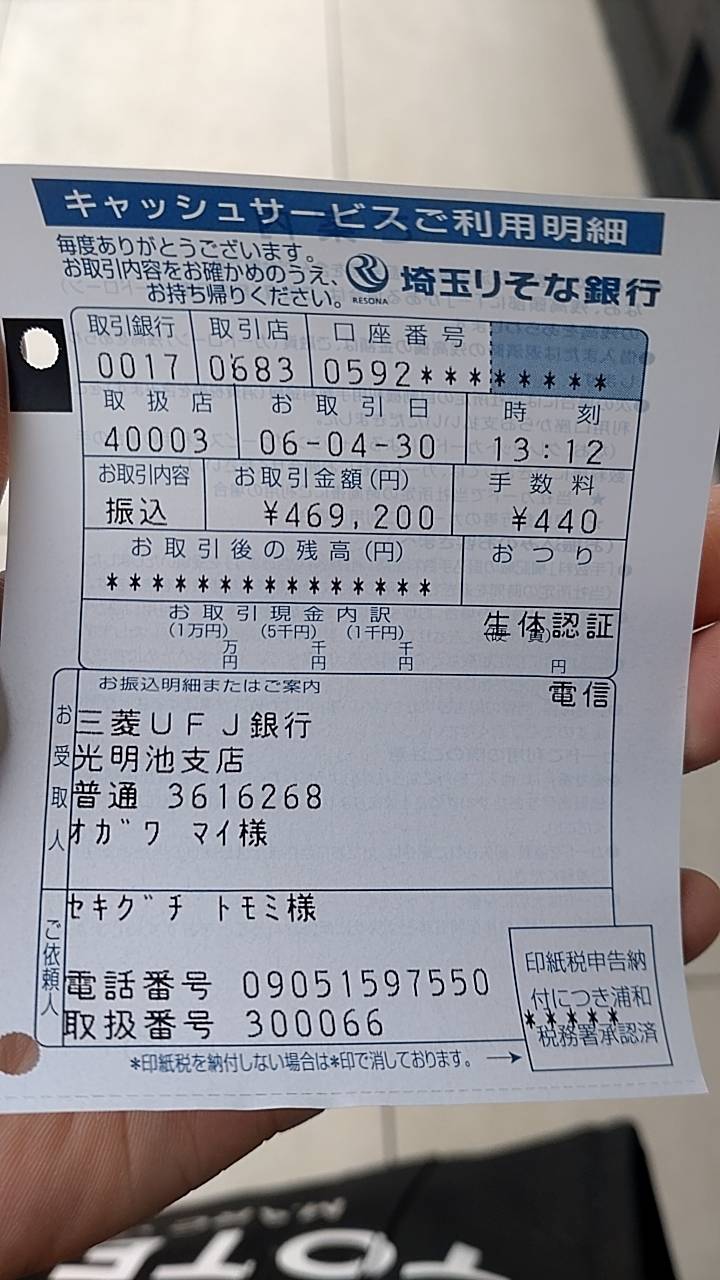 キャッシュサービスご利用明細
毎度ありがとうございます。
お取引内容をお確かめのうえ、
お持ち帰りください。
RESONA
埼玉りそな銀行
取引銀行 取引店 口座番号
0017 0683 0592*** *****
取扱店 お取引日 時刻
40003 06-04-30 13-12
お取引内容 お取引金額(円) 手数料
振込 ¥469,200 ¥440
お取引後の残高(円) おつり
***************
お取引現金内訳
(1万円) (5千円) (1千円) 生体認証
万円 千円 千円 円
お振込明細またはご案内 電信
お受取人
三菱UFJ銀行
光明池支店
普通 3616268
オガワ マイ様
ご依頼人
セキグチ トモミ様
電話番号 09051597550
取扱番号 300066
印紙税申告納
付につき浦和
*****
税務署承認済
*印紙税を納付しない場合は*印で消しております。 →
TOTE